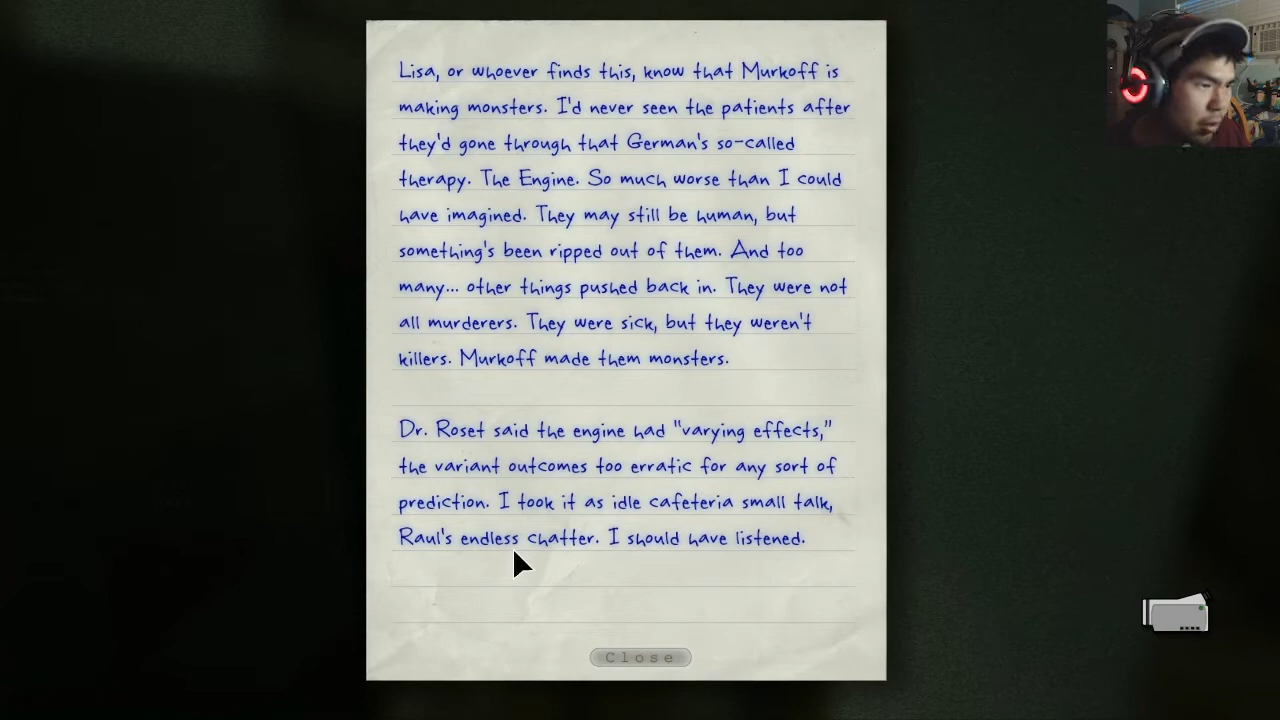 Lisa, or whoever finds this, know that Murkoff is
making monsters. I'd never seen the patients after
they'd gone through that German's so-called
therapy. The Engine. So much worse than I could
have imagined. They may still be human, but
something's been ripped out of them. And too
many... other things pushed back in. They were not
all murderers. They were sick, but they weren't
killers. Murkoff made them monsters.
Dr. Roset said the engine had "varying effects,"
the variant outcomes too erratic for any sort of
prediction. I took it as idle cafeteria small talk,
Raul's endless chatter. I should have listened.
Close